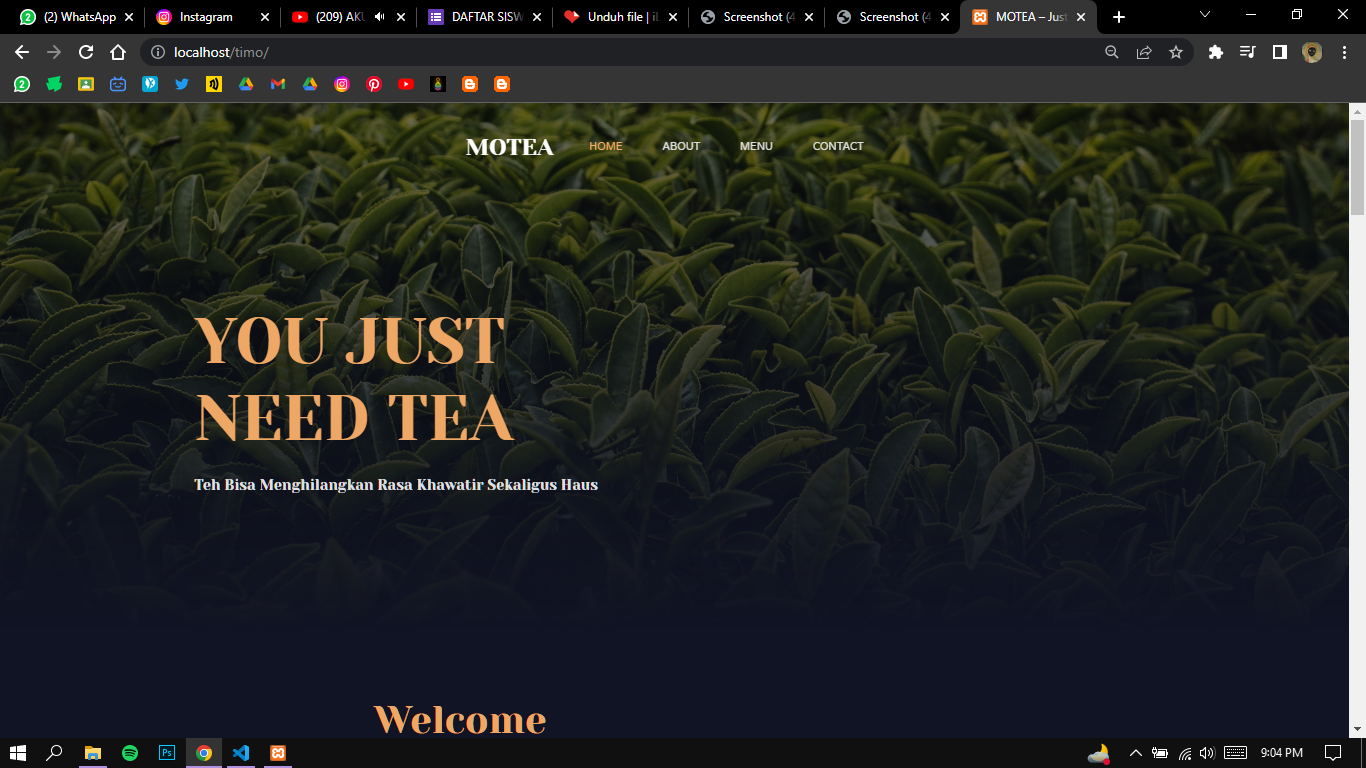 (2) WhatsApp
Instagram
(209) AKU
DAFTAR SISW
Unduh file | iL
Screenshot (4
Screenshot (4
MOTEA – Just
localhost/timo/
MOTEA
HOME
ABOUT
MENU
CONTACT
YOU JUST
NEED TEA
Teh Bisa Menghilangkan Rasa Khawatir Sekaligus Haus
Welcome
Ps
9:04 PM